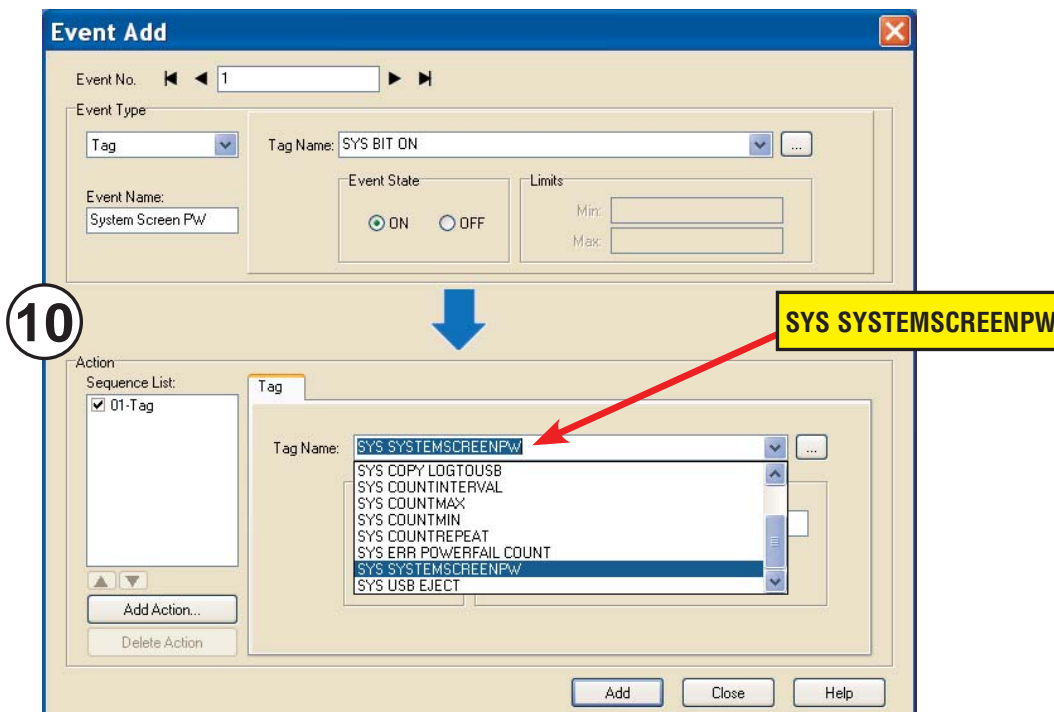 Event Add
Event No. 1
Event Type
Tag
Tag Name: SYS BIT ON ...
Event State
Limits
Event Name:
System Screen PW
ON OFF
Min:
Max:
10
SYS SYSTEMSCREENPW
Action
Sequence List:
01-Tag
Tag
Tag Name: SYS SYSTEMSCREENPW ...
SYS COPY LOGTOUSB
SYS COUNTINTERVAL
SYS COUNTMAX
SYS COUNTMIN
SYS COUNTREPEAT
SYS ERR POWERFAIL COUNT
SYS SYSTEMSCREENPW
SYS USB EJECT
Add Action...
Delete Action
Add Close Help